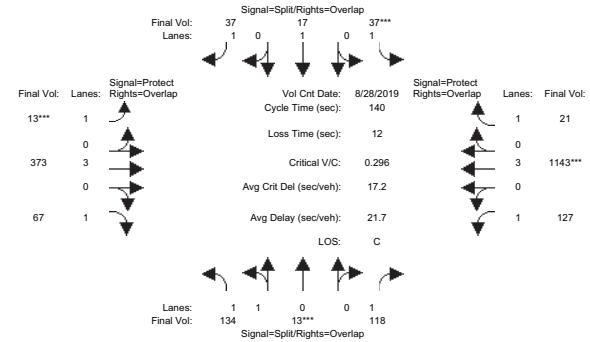 Signal=Split/Rights=Overlap
Final Vol: 37 17 37***
Lanes: 1 0 1 0 1
Signal=Protect
Final Vol: Lanes: Rights=Overlap
Vol Cnt Date: 8/28/2019
Signal=Protect
Rights=Overlap Lanes: Final Vol:
Cycle Time (sec): 140
13*** 1
1 21
Loss Time (sec): 12
0
0
373 3
Critical V/C: 0.296
3 1143***
0
Avg Crit Del (sec/veh): 17.2
0
67 1
Avg Delay (sec/veh): 21.7
1 127
LOS: C
Lanes: 1 1 0 0 1
Final Vol: 134 13*** 118
Signal=Split/Rights=Overlap